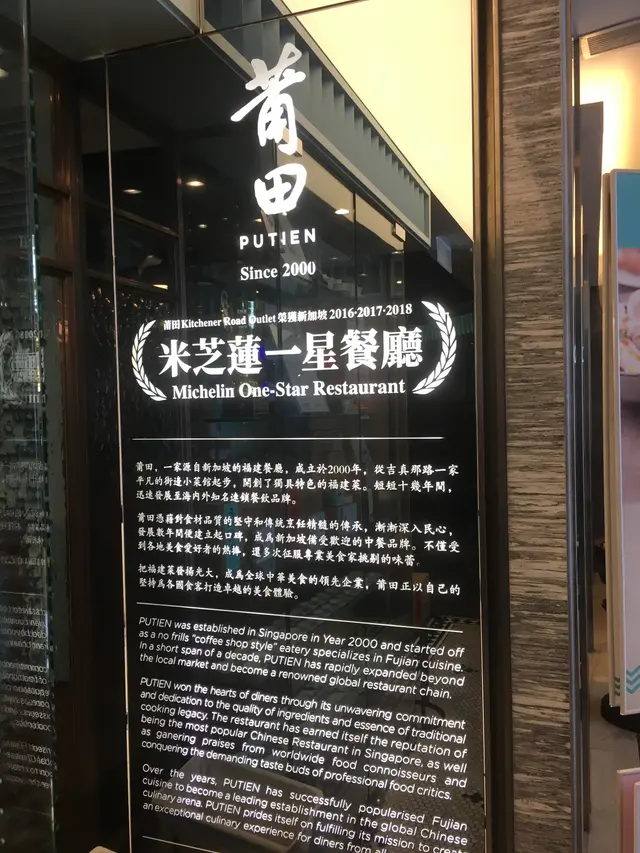 莆田
PUTIEN
Since 2000
莆田Kitchener Road Outlet 榮獲新加坡2016·2017·2018
米芝蓮一星餐廳
Michelin One-Star Restaurant
莆田，一家源自新加坡的福建餐廳，成立於2000年，從吉真那路一家
平凡的街邊小菜館起步，開創了獨具特色的福建菜。短短十幾年間，
迅速發展至海內外知名連鎖餐飲品牌。
莆田憑藉對食材品質的堅守和傳統烹飪精髓的傳承，漸漸深入民心，
發展數年間便建立起口碑，成為新加坡備受歡迎的中餐品牌。不僅受
到各地美食愛好者的熱捧，還多次征服專業美食家挑剔的味蕾。
把福建菜發揚光大，成為全球中華美食的領先企業，莆田正以自己的
堅持為各國食客打造卓越的美食體驗。
PUTIEN was established in Singapore in Year 2000 and started off
as a no frills "coffee shop style" eatery specializes in Fujian cuisine.
In a short span of a decade, PUTIEN has rapidly expanded beyond
the local market and become a renowned global restaurant chain.
PUTIEN won the hearts of diners through its unwavering commitment
and dedication to the quality of ingredients and essence of traditional
cooking legacy. The restaurant has earned itself the reputation of
being the most popular Chinese Restaurant in Singapore, as well
as ganering praises from worldwide food connoisseurs and
conquering the demanding taste buds of professional food critics.
Over the years, PUTIEN has successfully popularised Fujian
cuisine to become a leading establishment in the global Chinese
culinary arena. PUTIEN prides itself on fulfilling its mission to create
an exceptional culinary experience for diners from all